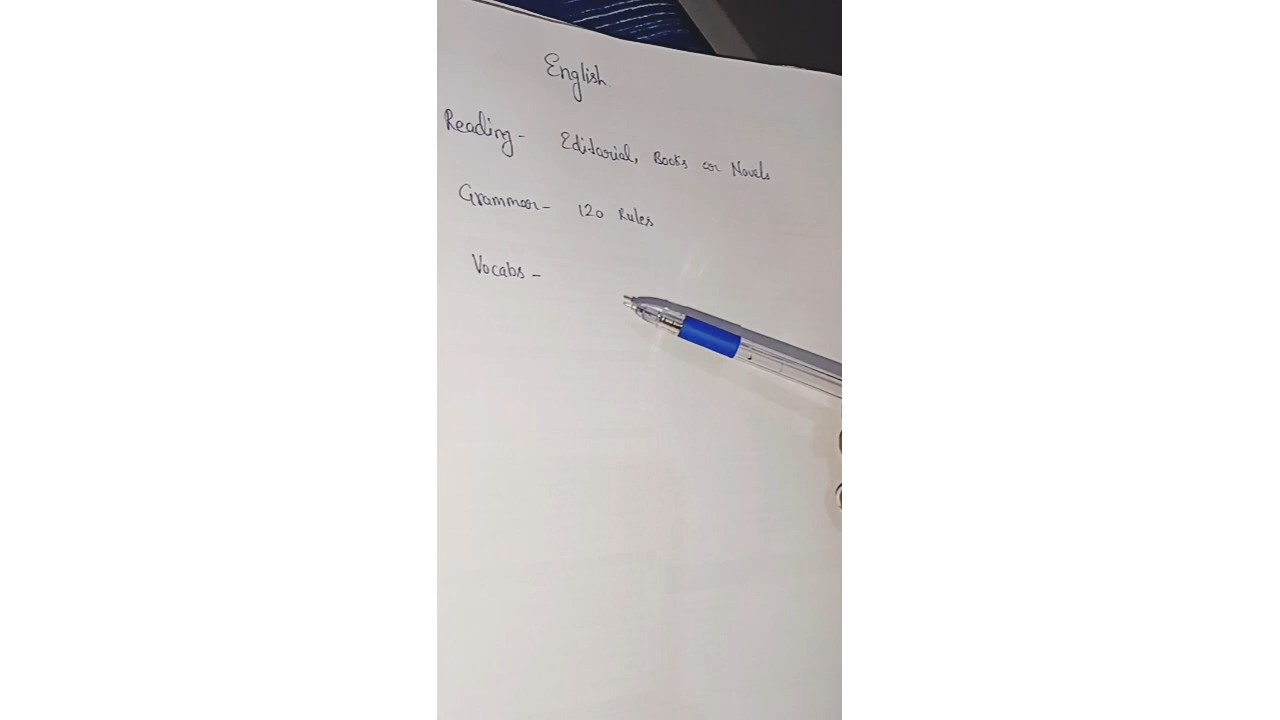 English
Reading - Editorial, Books or Novels
Grammar - 120 Rules
Vocabs -